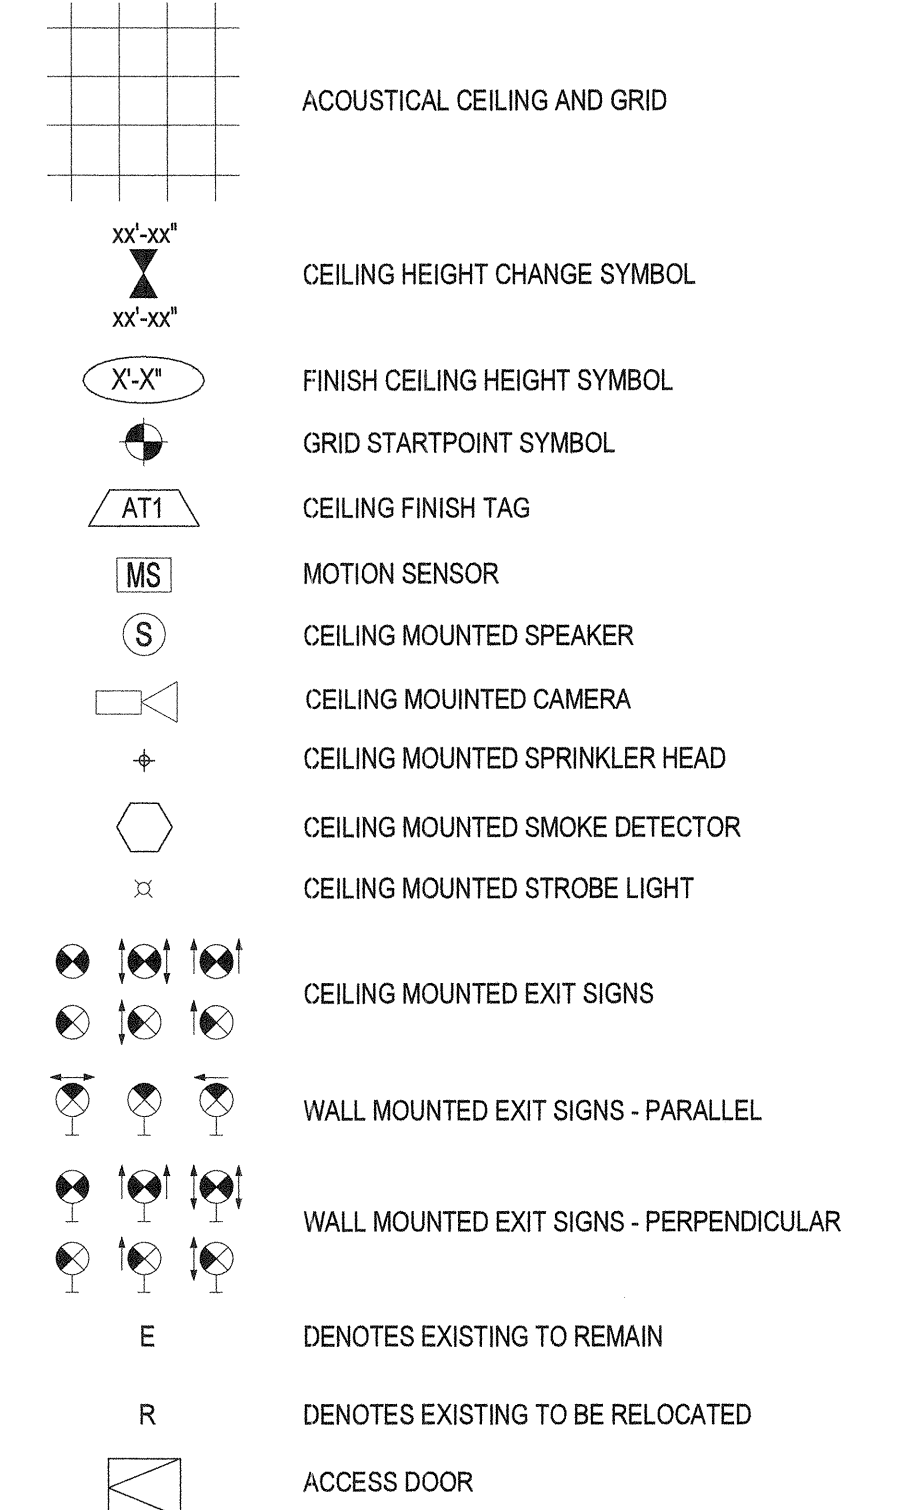 ACOUSTICAL CEILING AND GRID
XX'-XX"
CEILING HEIGHT CHANGE SYMBOL
XX'-XX"
X'-X" FINISH CEILING HEIGHT SYMBOL
GRID STARTPOINT SYMBOL
AT1 CEILING FINISH TAG
MS MOTION SENSOR
S CEILING MOUNTED SPEAKER
CEILING MOUINTED CAMERA
CEILING MOUNTED SPRINKLER HEAD
CEILING MOUNTED SMOKE DETECTOR
CEILING MOUNTED STROBE LIGHT
CEILING MOUNTED EXIT SIGNS
WALL MOUNTED EXIT SIGNS - PARALLEL
WALL MOUNTED EXIT SIGNS - PERPENDICULAR
E DENOTES EXISTING TO REMAIN
R DENOTES EXISTING TO BE RELOCATED
ACCESS DOOR